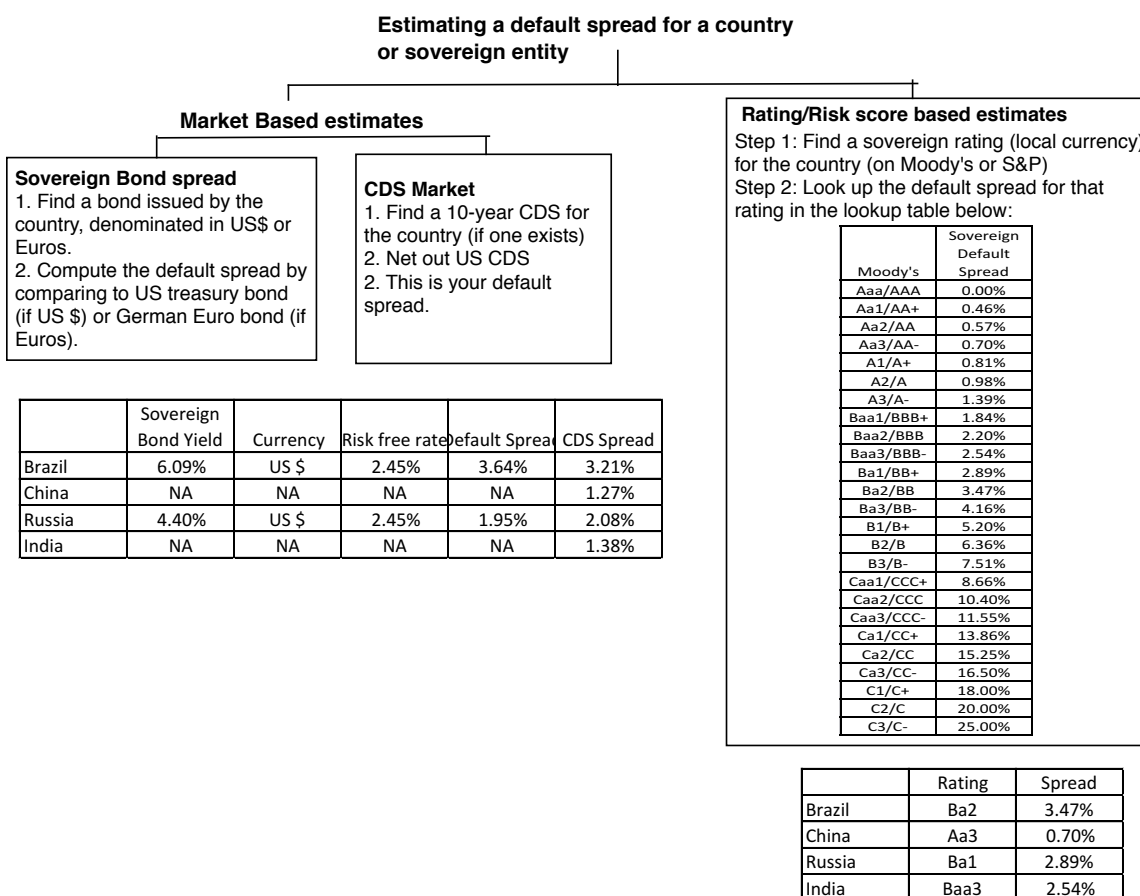 Estimating a default spread for a country
or sovereign entity
Market Based estimates
Sovereign Bond spread
1. Find a bond issued by the
country, denominated in US$ or
Euros.
2. Compute the default spread by
comparing to US treasury bond
(if US $) or German Euro bond (if
Euros).
CDS Market
1. Find a 10-year CDS for
the country (if one exists)
2. Net out US CDS
2. This is your default
spread.
Rating/Risk score based estimates
Step 1: Find a sovereign rating (local currency)
for the country (on Moody's or S&P)
Step 2: Look up the default spread for that
rating in the lookup table below:
Sovereign
Default
Moody's Spread
Aaa/AAA 0.00%
Aa1/AA+ 0.46%
Aa2/AA 0.57%
Aa3/AA- 0.70%
A1/A+ 0.81%
A2/A 0.98%
A3/A- 1.39%
Baa1/BBB+ 1.84%
Baa2/BBB 2.20%
Baa3/BBB- 2.54%
Ba1/BB+ 2.89%
Ba2/BB 3.47%
Ba3/BB- 4.16%
B1/B+ 5.20%
B2/B 6.36%
B3/B- 7.51%
Caa1/CCC+ 8.66%
Caa2/CCC 10.40%
Caa3/CCC- 11.55%
Ca1/CC+ 13.86%
Ca2/CC 15.25%
Ca3/CC- 16.50%
C1/C+ 18.00%
C2/C 20.00%
C3/C- 25.00%
Sovereign
Bond Yield Currency Risk free rate Default Spread CDS Spread
Brazil 6.09% US $ 2.45% 3.64% 3.21%
China NA NA NA NA 1.27%
Russia 4.40% US $ 2.45% 1.95% 2.08%
India NA NA NA NA 1.38%
Rating Spread
Brazil Ba2 3.47%
China Aa3 0.70%
Russia Ba1 2.89%
India Baa3 2.54%